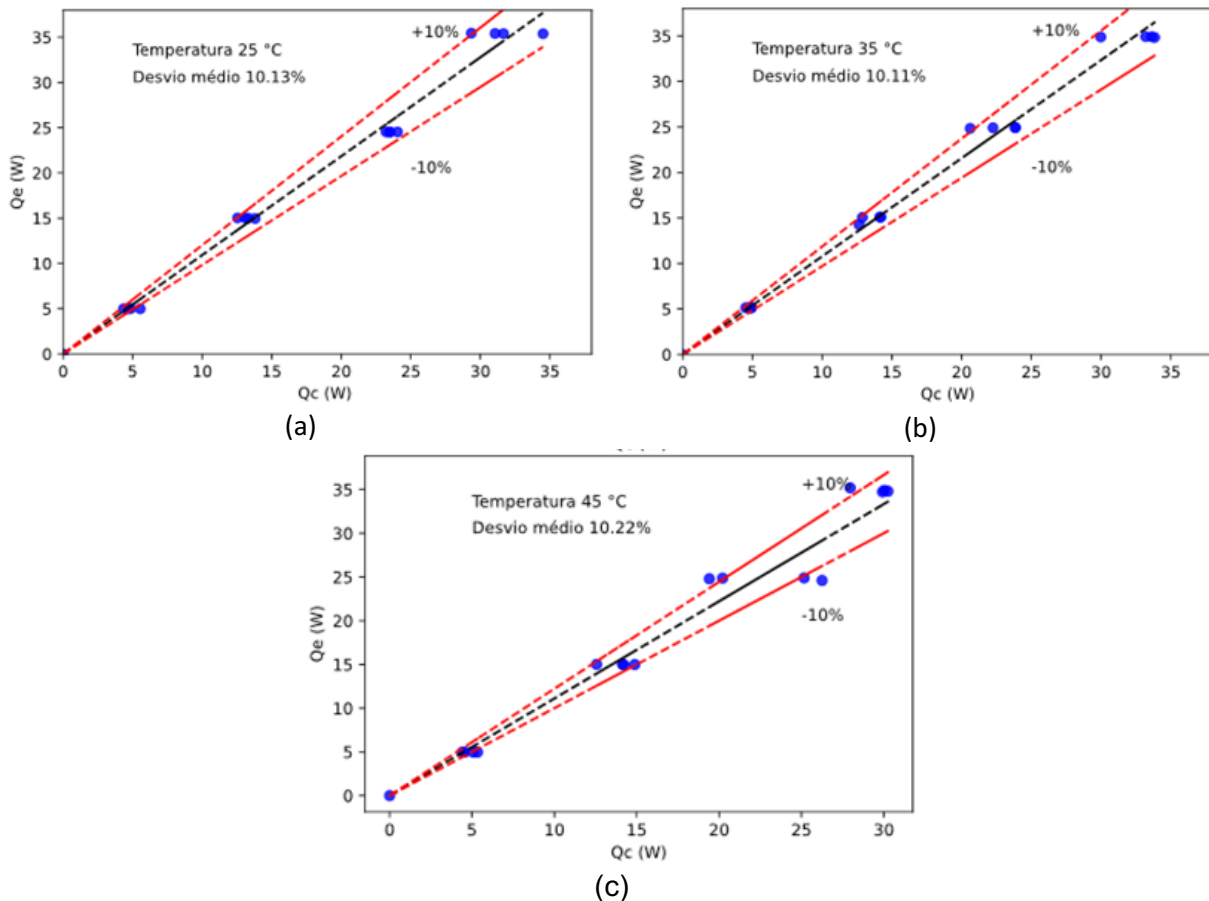 35
30
25
20
15
10
5
0
Qe (W)
Temperatura 25 °C
Desvio médio 10.13%
+10%
-10%
0 5 10 15 20 25 30 35
Qc (W)
(a)
35
30
25
20
15
10
5
0
Qe (W)
Temperatura 35 °C
Desvio médio 10.11%
+10%
-10%
0 5 10 15 20 25 30 35
Qc (W)
(b)
35
30
25
20
15
10
5
0
Qe (W)
Temperatura 45 °C
Desvio médio 10.22%
+10%
-10%
0 5 10 15 20 25 30
Qc (W)
(c)